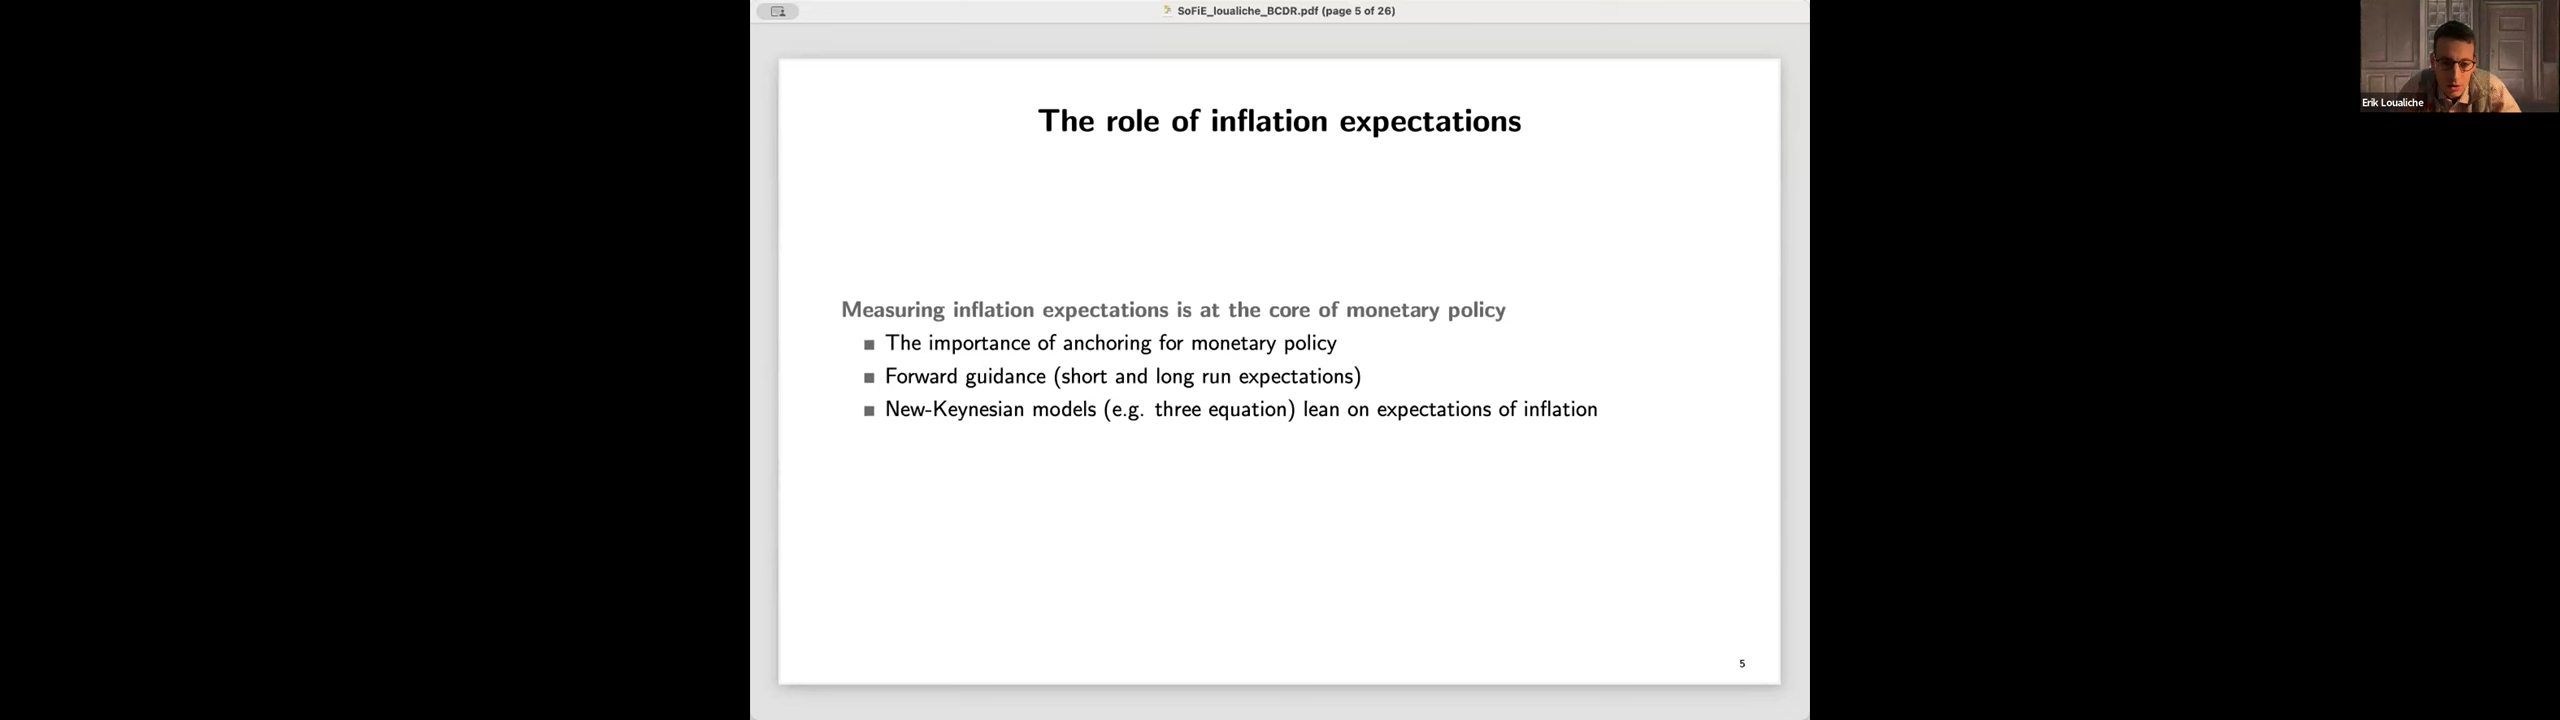 SoFiE_loualiche_BCDR.pdf (page 5 of 26)
Erik Loualiche
The role of inflation expectations
Measuring inflation expectations is at the core of monetary policy
The importance of anchoring for monetary policy
Forward guidance (short and long run expectations)
New-Keynesian models (e.g. three equation) lean on expectations of inflation
5